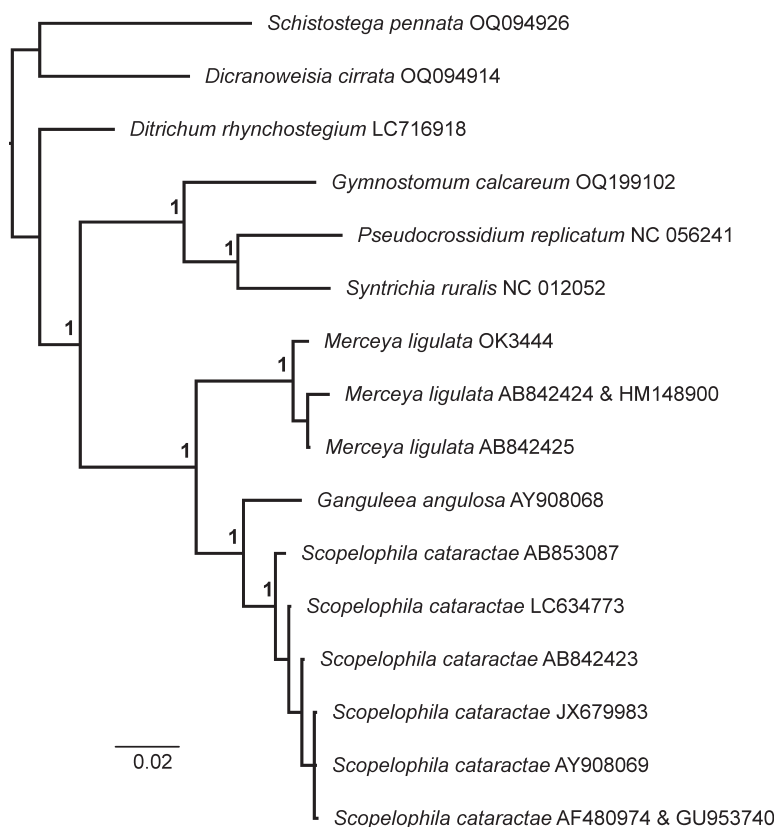 Schistostega pennata OQ094926
Dicranoweisia cirrata OQ094914
Ditrichum rhynchostegium LC716918
Gymnostomum calcareum OQ199102
1
Pseudocrossidium replicatum NC 056241
1
Syntrichia ruralis NC 012052
1
Merceya ligulata OK3444
1
Merceya ligulata AB842424 & HM148900
Merceya ligulata AB842425
1
Ganguleea angulosa AY908068
1
Scopelophila cataractae AB853087
1
Scopelophila cataractae LC634773
Scopelophila cataractae AB842423
Scopelophila cataractae JX679983
0.02
Scopelophila cataractae AY908069
Scopelophila cataractae AF480974 & GU953740